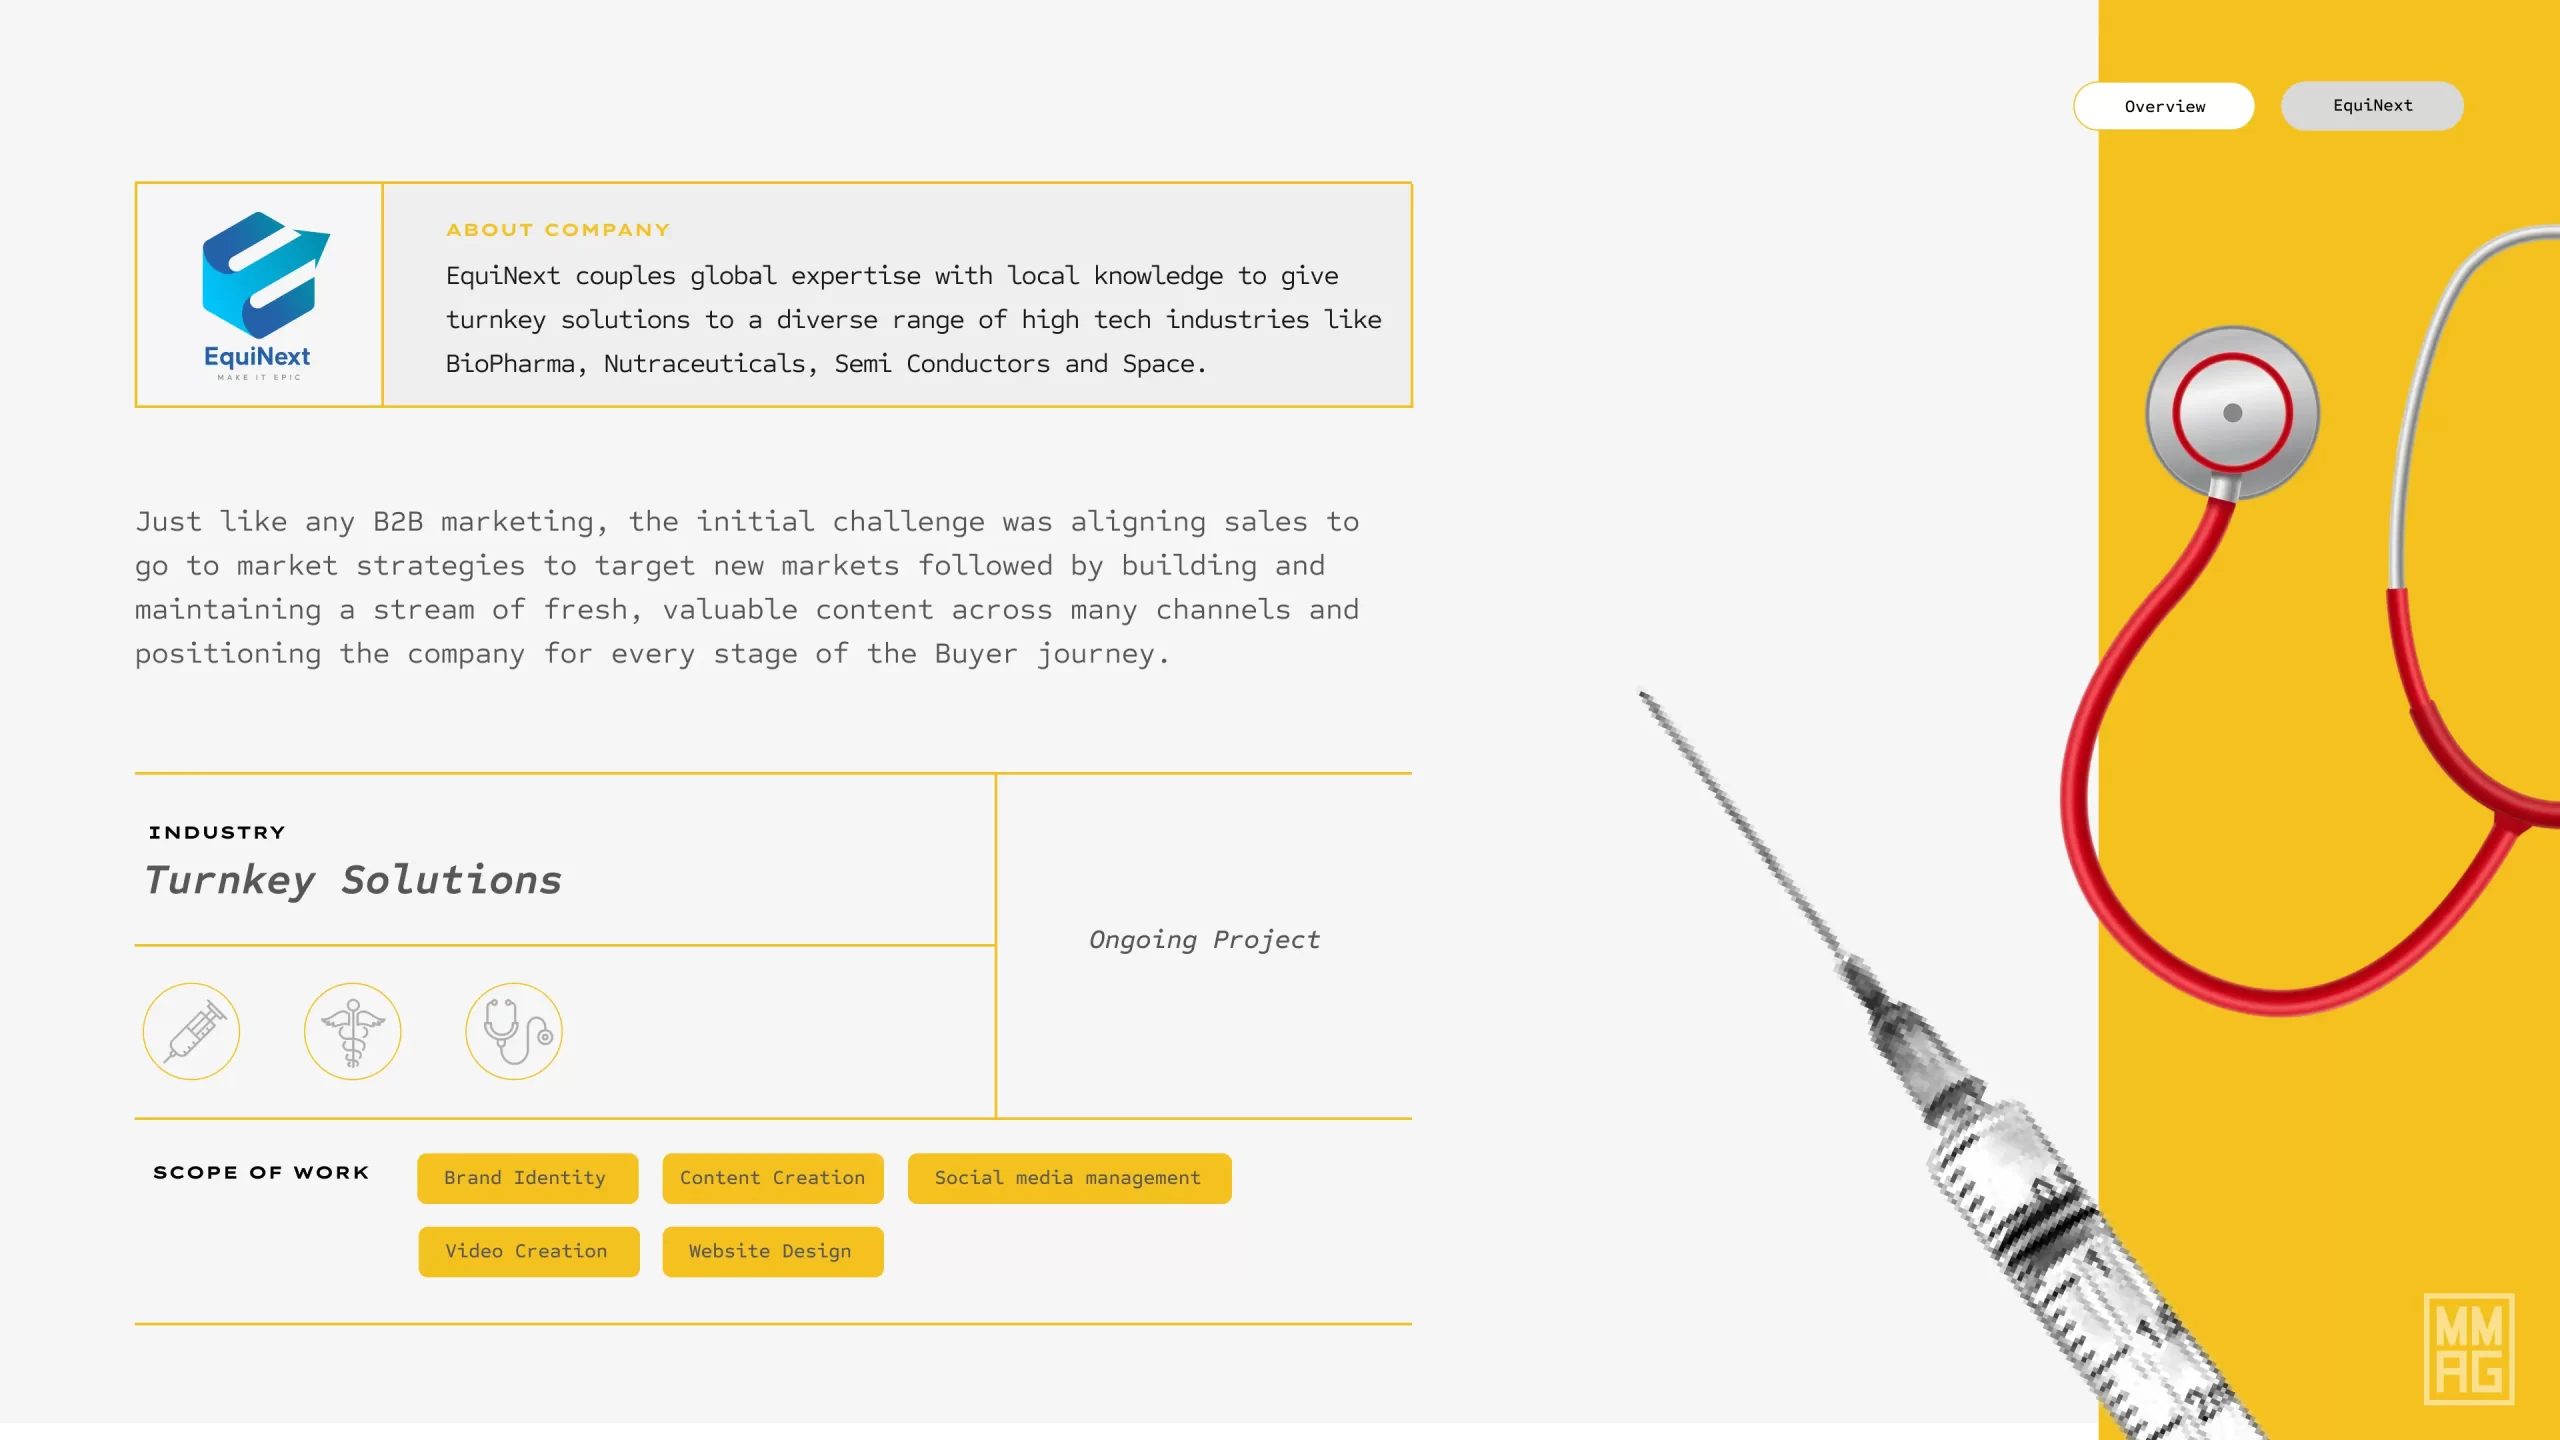 Overview
EquiNext
EquiNext
MAKE IT EPIC
ABOUT COMPANY
EquiNext couples global expertise with local knowledge to give
turnkey solutions to a diverse range of high tech industries like
BioPharma, Nutraceuticals, Semi Conductors and Space.
Just like any B2B marketing, the initial challenge was aligning sales to
go to market strategies to target new markets followed by building and
maintaining a stream of fresh, valuable content across many channels and
positioning the company for every stage of the Buyer journey.
INDUSTRY
Turnkey Solutions
Ongoing Project
SCOPE OF WORK
Brand Identity
Content Creation
Social media management
Video Creation
Website Design
MM
AG